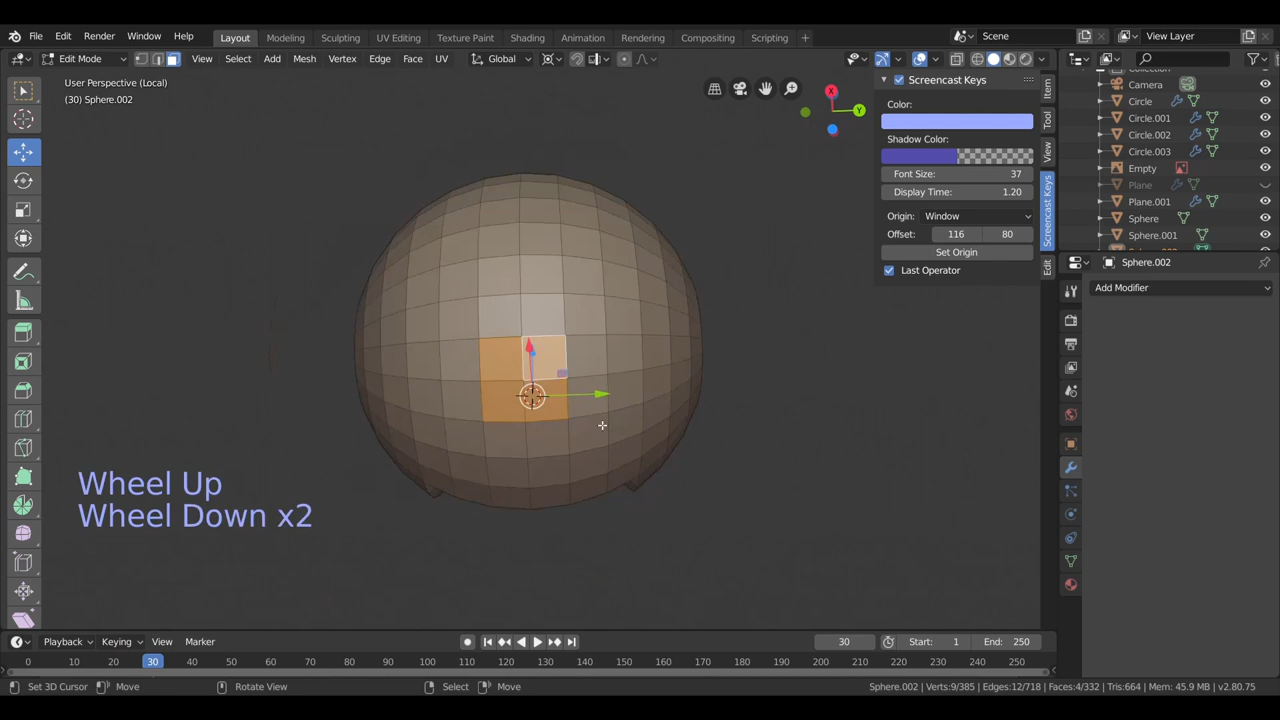 File Edit Render Window Help Layout Modeling Sculpting UV Editing Texture Paint Shading Animation Rendering Compositing Scripting + Scene View Layer
Edit Mode View Select Add Mesh Vertex Edge Face UV Global
User Perspective (Local)
(30) Sphere.002
X
Y
Screencast Keys
Color:
Shadow Color:
Font Size: 37
Display Time: 1.20
Origin: Window
Offset: 116 80
Set Origin
Last Operator
Item
Tool
View
Screencast Keys
Edit
Camera
Circle
Circle.001
Circle.002
Circle.003
Empty
Plane
Plane.001
Sphere
Sphere.001
Sphere.002
Add Modifier
Wheel Up
Wheel Down x2
Playback Keying View Marker 30 Start: 1 End: 250
0 10 20 30 40 50 60 70 80 90 100 110 120 130 140 150 160 170 180 190 200 210 220 230 240 250
Set 3D Cursor Move Rotate View Select Move Sphere.002 | Verts:9/385 | Edges:12/718 | Faces:4/332 | Tris:664 | Mem: 45.9 MB | v2.80.75